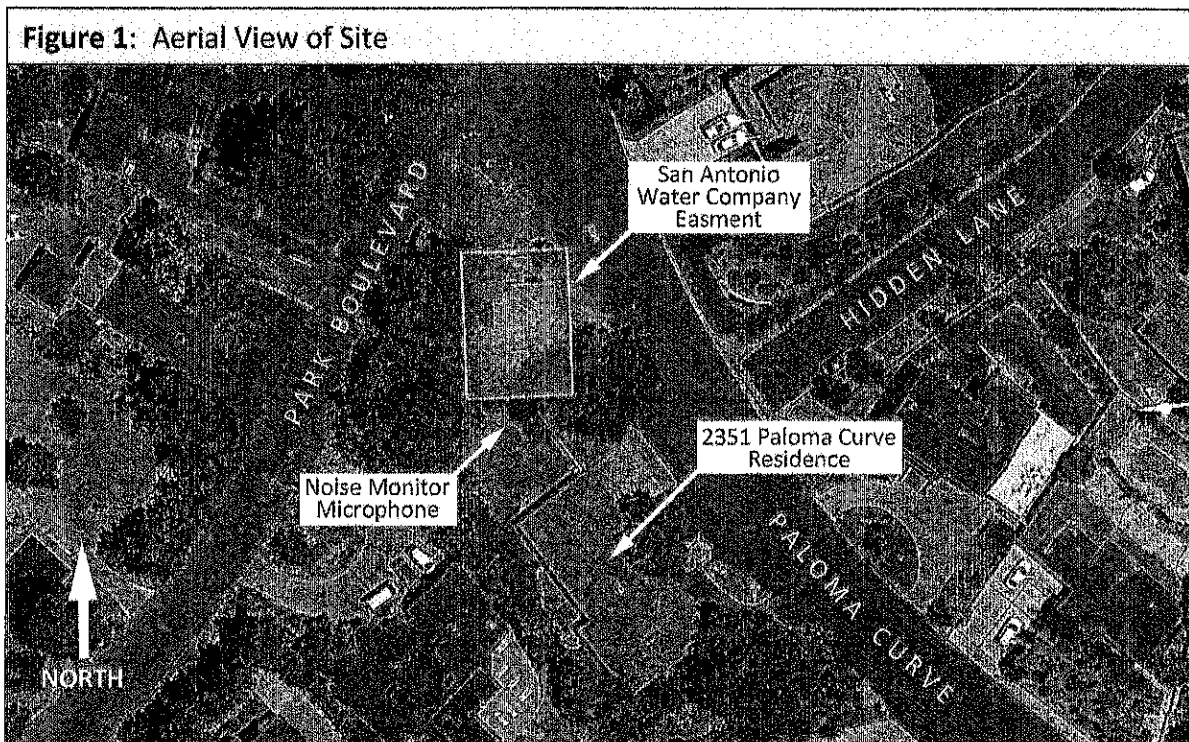 Figure 1: Aerial View of Site
San Antonio
Water Company
Easment
PARK BOULEVARD
HIDDEN LANE
2351 Paloma Curve
Residence
Noise Monitor
Microphone
PALOMA CURVE
NORTH